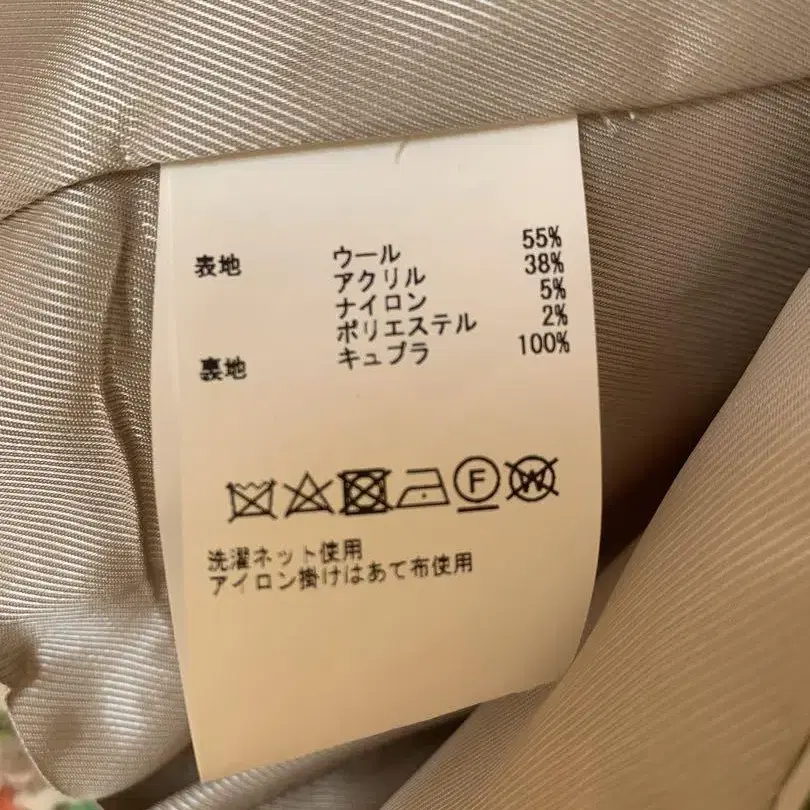 表地 ウール 55%
アクリル 38%
ナイロン 5%
ポリエステル 2%
裏地 キュプラ 100%
F W
洗濯ネット使用
アイロン掛けはあて布使用